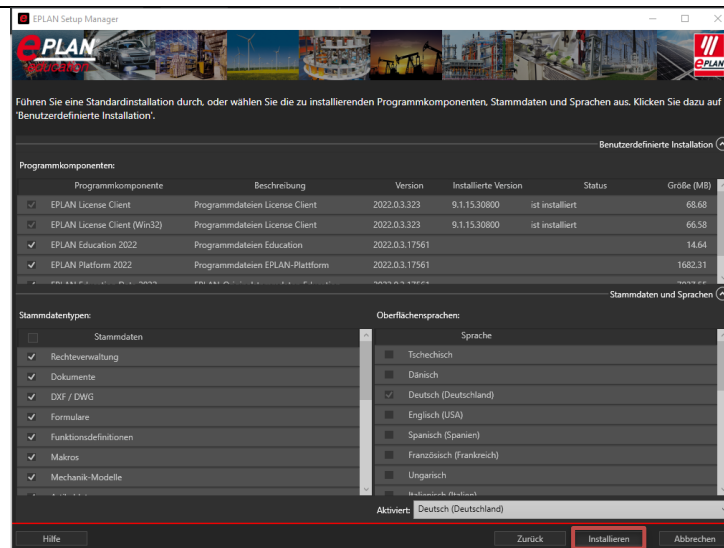 EPLAN Setup Manager
ePLAN
education
ePLAN
Führen Sie eine Standardinstallation durch, oder wählen Sie die zu installierenden Programmkomponenten, Stammdaten und Sprachen aus. Klicken Sie dazu auf
'Benutzerdefinierte Installation'.
Benutzerdefinierte Installation
Programmkomponenten:
Programmkomponente Beschreibung Version Installierte Version Status Größe (MB)
EPLAN License Client Programmdateien License Client 2022.0.3.323 9.1.15.30800 ist installiert 68.68
EPLAN License Client (Win32) Programmdateien License Client 2022.0.3.323 9.1.15.30800 ist installiert 66.58
EPLAN Education 2022 Programmdateien Education 2022.0.3.17561 14.64
EPLAN Platform 2022 Programmdateien EPLAN-Plattform 2022.0.3.17561 1682.31
Stammdaten und Sprachen
Stammdatentypen: Oberflächensprachen:
Stammdaten Sprache
Rechteverwaltung Tschechisch
Dokumente Dänisch
DXF / DWG Deutsch (Deutschland)
Formulare Englisch (USA)
Funktionsdefinitionen Spanisch (Spanien)
Makros Französisch (Frankreich)
Mechanik-Modelle Ungarisch
Italienisch (Italien)
Aktiviert: Deutsch (Deutschland)
Hilfe Zurück Installieren Abbrechen